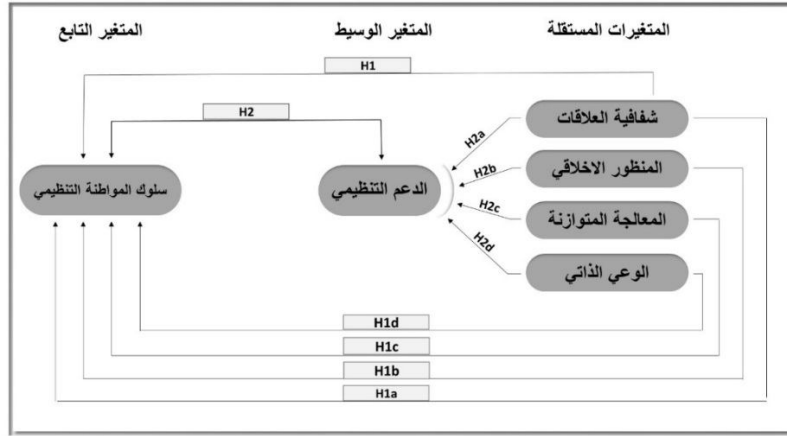 المتغيرات المستقلة
المتغير الوسيط
المتغير التابع
H1
H2
شفافية العلاقات
H2a
المنظور الاخلاقي
H2b
الدعم التنظيمي
سلوك المواطنة التنظيمي
المعالجة المتوازنة
H2c
الوعي الذاتي
H2d
H1d
H1c
H1b
H1a